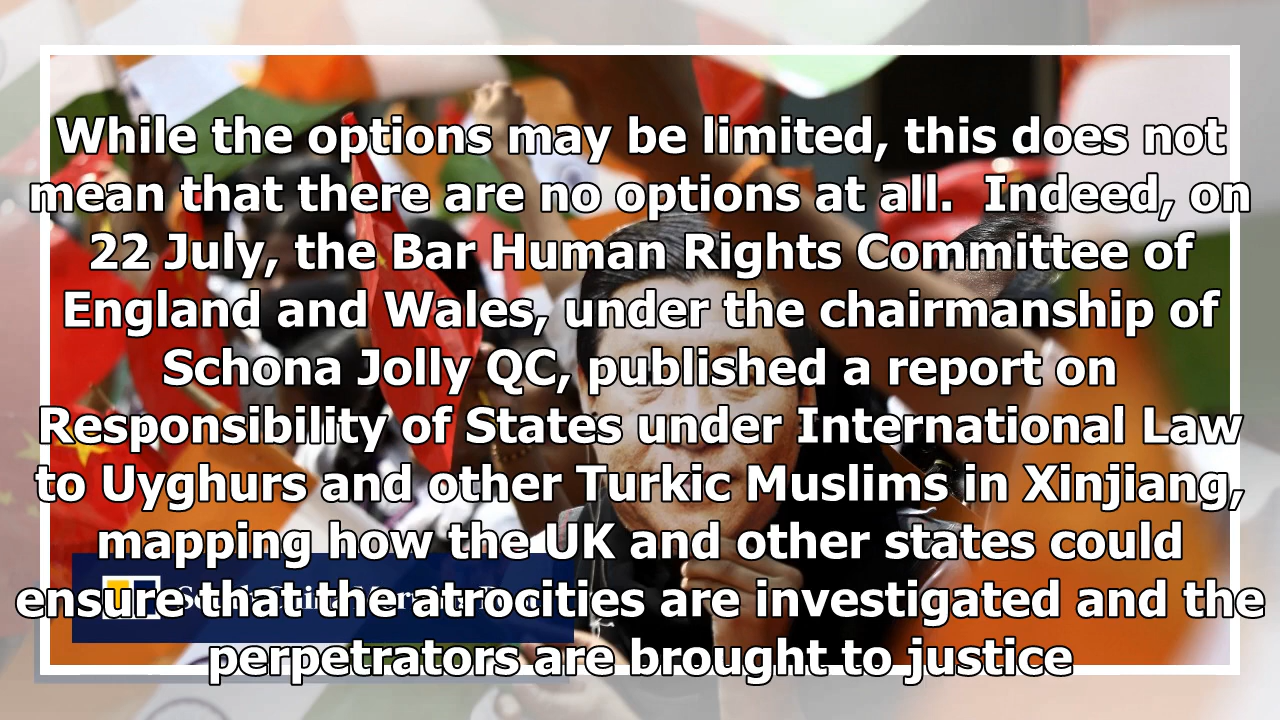 While the options may be limited, this does not
mean that there are no options at all.  Indeed, on
22 July, the Bar Human Rights Committee of
England and Wales, under the chairmanship of
Schona Jolly QC, published a report on
Responsibility of States under International Law
to Uyghurs and other Turkic Muslims in Xinjiang,
mapping how the UK and other states could
ensure that the atrocities are investigated and the
perpetrators are brought to justice